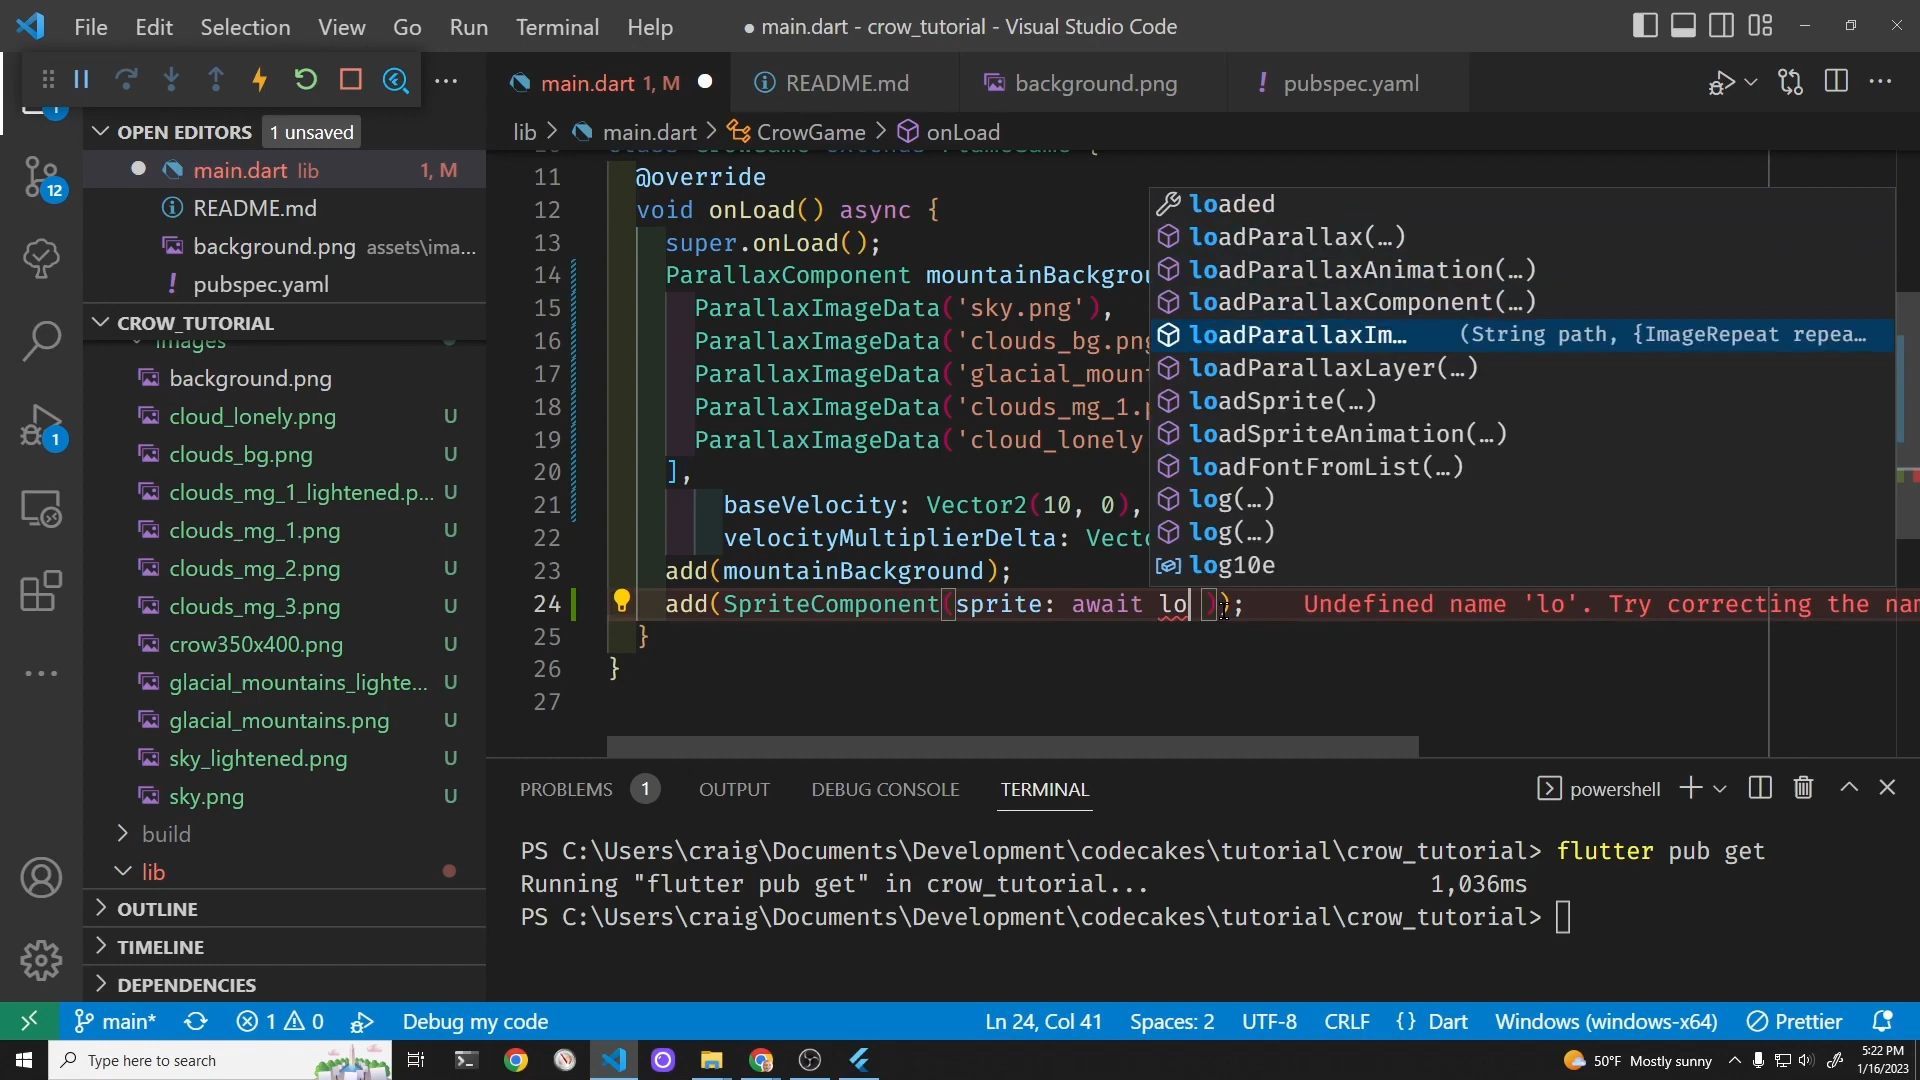 File Edit Selection View Go Run Terminal Help
● main.dart - crow_tutorial - Visual Studio Code
main.dart 1, M
README.md
background.png
! pubspec.yaml
OPEN EDITORS 1 unsaved
main.dart lib 1, M
README.md
background.png assets\ima...
! pubspec.yaml
CROW_TUTORIAL
images
background.png
cloud_lonely.png U
clouds_bg.png U
clouds_mg_1_lightened.p... U
clouds_mg_1.png U
clouds_mg_2.png U
clouds_mg_3.png U
crow350x400.png U
glacial_mountains_lighte... U
glacial_mountains.png U
sky_lightened.png U
sky.png U
build
lib
OUTLINE
TIMELINE
DEPENDENCIES
12
1
1
lib > main.dart > CrowGame > onLoad
11 @override
12 void onLoad() async {
13 super.onLoad();
14 ParallaxComponent mountainBackgrou
15 ParallaxImageData('sky.png'),
16 ParallaxImageData('clouds_bg.png
17 ParallaxImageData('glacial_mount
18 ParallaxImageData('clouds_mg_1.p
19 ParallaxImageData('cloud_lonely
20 ],
21 baseVelocity: Vector2(10, 0),
22 velocityMultiplierDelta: Vecto
23 add(mountainBackground);
24 add(SpriteComponent(sprite: await lo )); Undefined name 'lo'. Try correcting the nam
25 }
26 }
27
loaded
loadParallax(…)
loadParallaxAnimation(…)
loadParallaxComponent(…)
loadParallaxIm… (String path, {ImageRepeat repea…
loadParallaxLayer(…)
loadSprite(…)
loadSpriteAnimation(…)
loadFontFromList(…)
log(…)
log(…)
log10e
PROBLEMS 1 OUTPUT DEBUG CONSOLE TERMINAL
powershell
PS C:\Users\craig\Documents\Development\codecakes\tutorial\crow_tutorial> flutter pub get
Running "flutter pub get" in crow_tutorial... 1,036ms
PS C:\Users\craig\Documents\Development\codecakes\tutorial\crow_tutorial>
main* 1 0 Debug my code
Ln 24, Col 41 Spaces: 2 UTF-8 CRLF {} Dart Windows (windows-x64) Prettier
Type here to search
50°F Mostly sunny
5:22 PM
1/16/2023